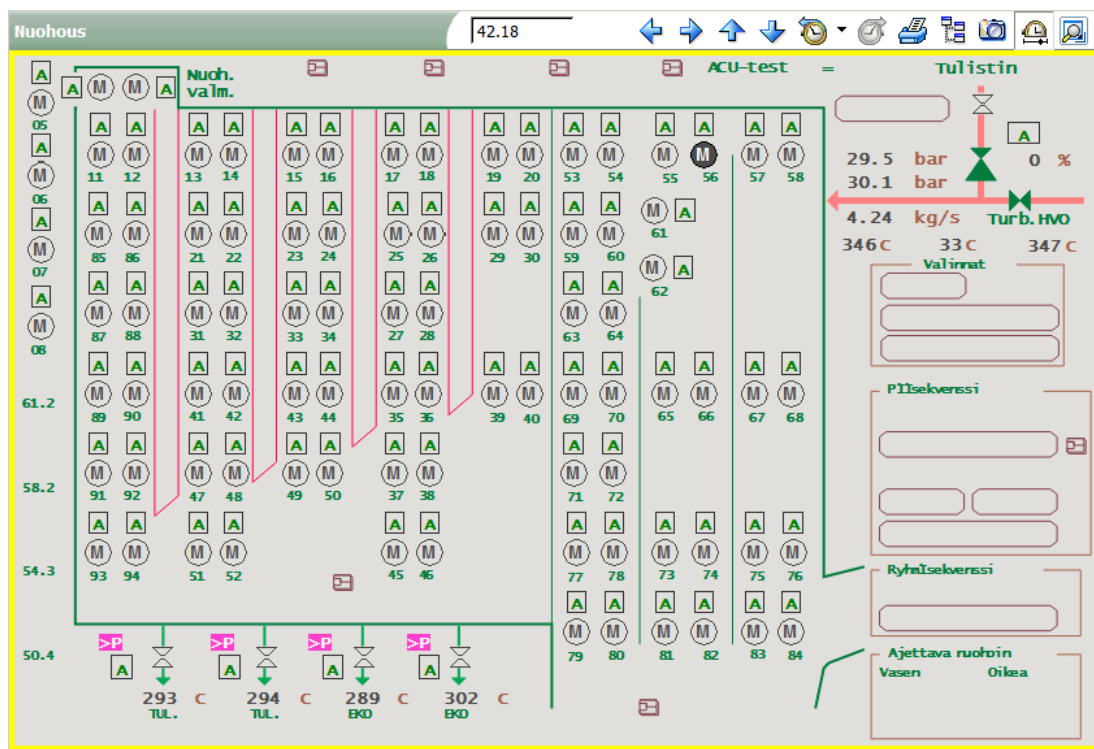 Nuohous 42.18
A A M M A Nuoh. valm. ACU-test = Tulistin
M
05
A A A A A A A A A A A A A A A A A
M M M M M M M M M M M M M M M M M
11 12 13 14 15 16 17 18 19 20 53 54 55 56 57 58
29.5 bar 0 %
30.1 bar
06
A A A A A A A A A A A A M A
M M M M M M M M M M M M
61
85 86 21 22 23 24 25 26 29 30 59 60
4.24 kg/s Turb.HVO
346 C 33 C 347 C
A
M
07
M A
62
Valinnat
A A A A A A A A A A
M M M M M M M M M M
87 88 31 32 33 34 27 28 63 64
A
M
08
A A A A A A A A A A A A A A A A
M M M M M M M M M M M M M M M M
89 90 41 42 43 44 35 36 39 40 69 70 65 66 67 68
61.2
Pllsekvenssi
A A A A A A A A A A
M M M M M M M M M M
91 92 47 48 49 50 37 38 71 72
58.2
A A A A A A A A A A A A
M M M M M M M M M M M M
93 94 51 52 45 46 77 78 73 74 75 76
54.3
Ryhmlsekvenssi
A A A A A A
M M M M M M
79 80 81 82 83 84
50.4
>P >P >P >P
A A A A
293 C 294 C 289 C 302 C
TUL. TUL. EKO EKO
Ajettava nuohoin
Vasen Oikea